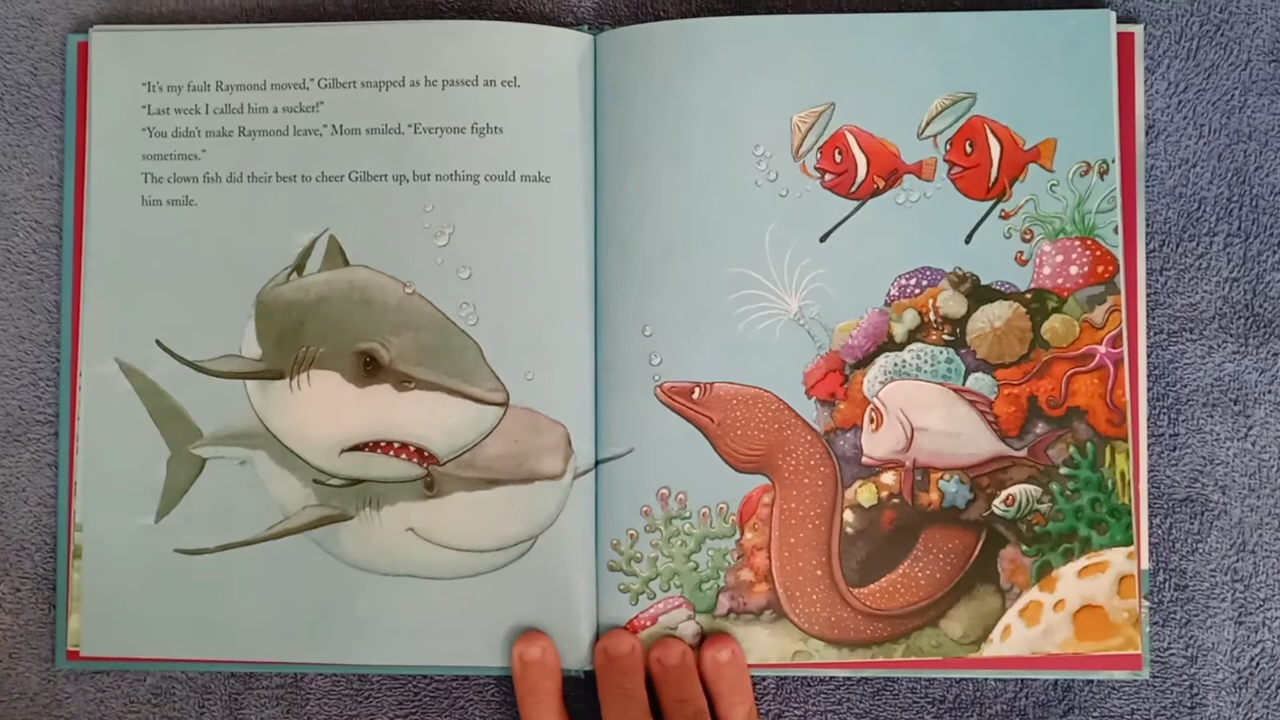 “It’s my fault Raymond moved,” Gilbert snapped as he passed an eel.
“Last week I called him a sucker!”
“You didn’t make Raymond leave,” Mom smiled. “Everyone fights
sometimes.”
The clown fish did their best to cheer Gilbert up, but nothing could make
him smile.